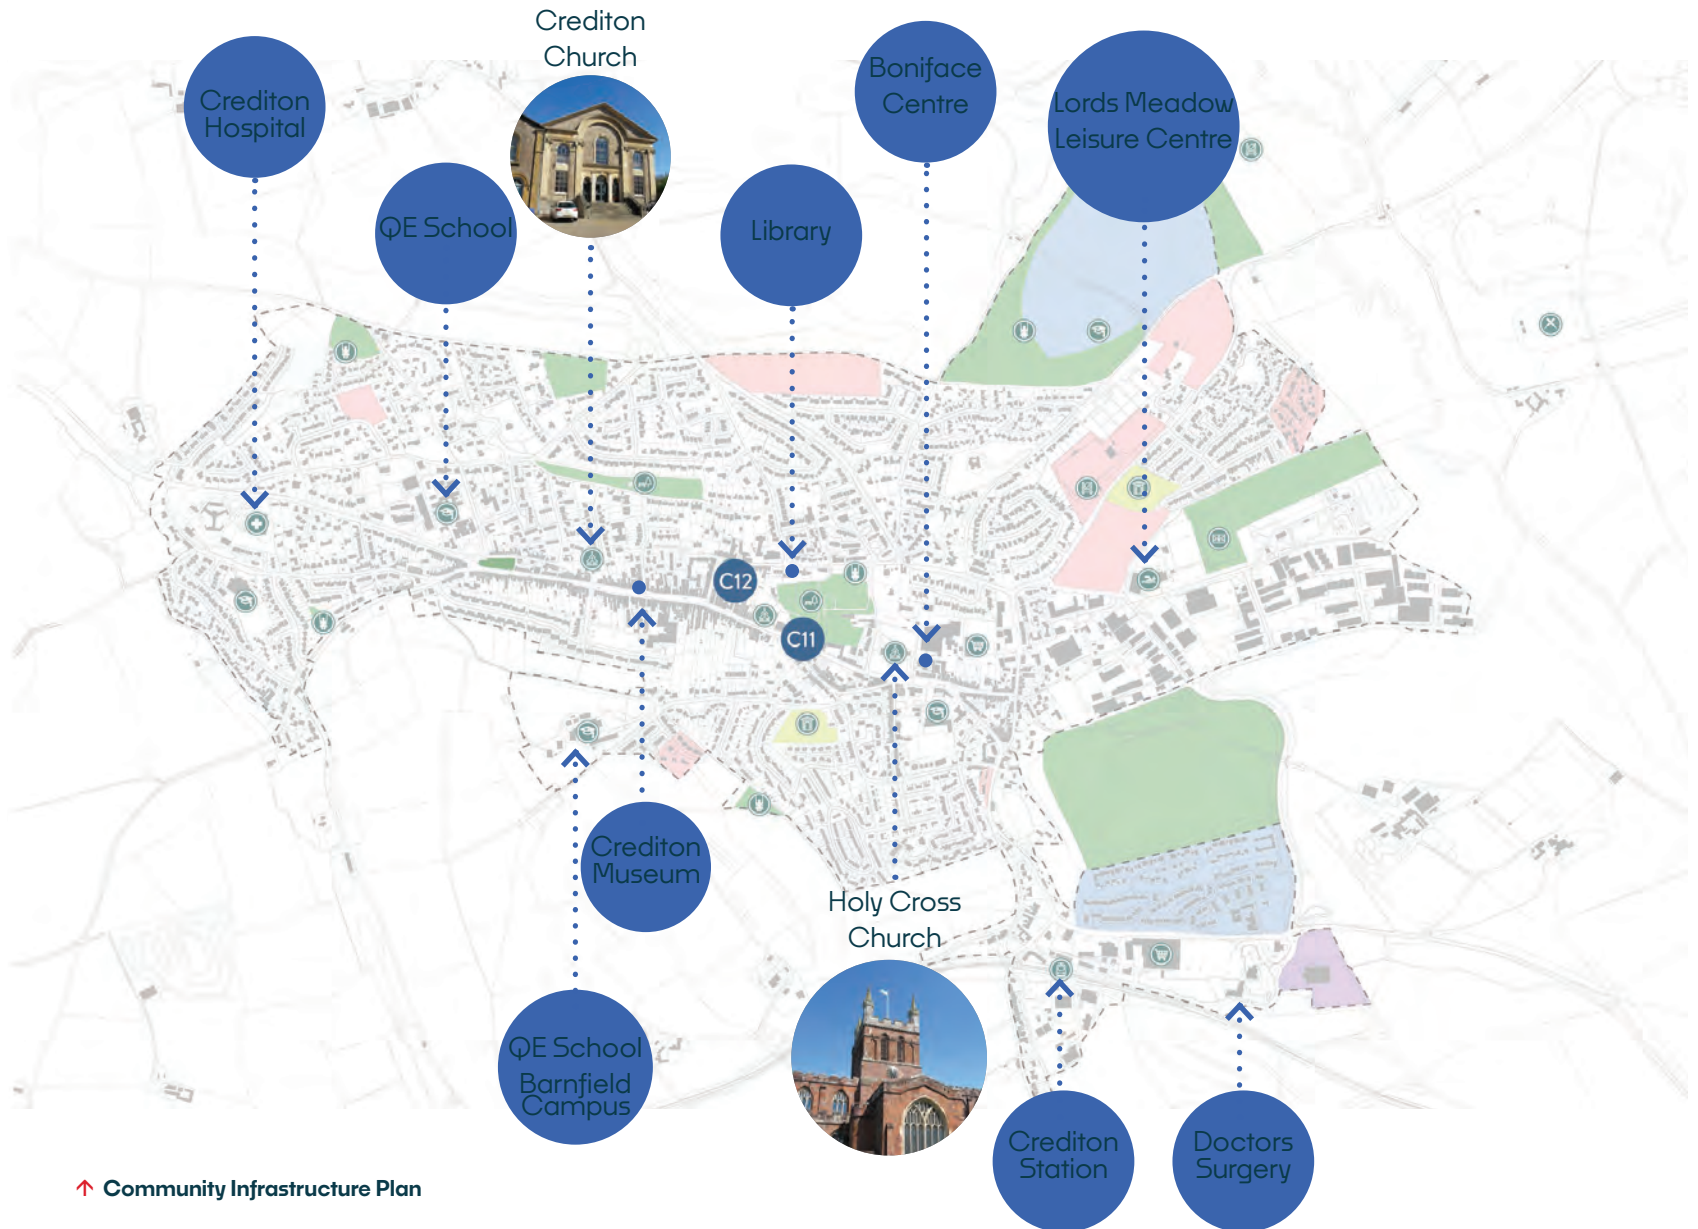 Crediton
Church
Boniface
Centre
Crediton
Hospital
Lords Meadow
Leisure Centre
QE School
Library
C12
C11
Crediton
Museum
Holy Cross
Church
QE School
Barnfield
Campus
Crediton
Station
Doctors
Surgery
↑ Community Infrastructure Plan